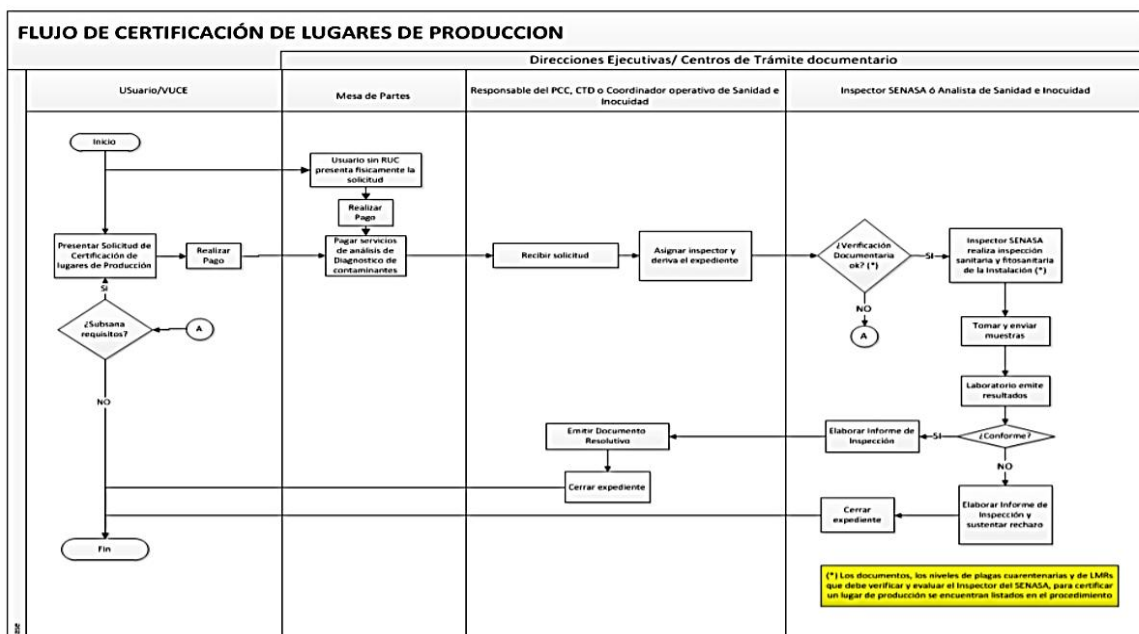 FLUJO DE CERTIFICACIÓN DE LUGARES DE PRODUCCION
Direcciones Ejecutivas/ Centros de Trámite documentario
USuario/VUCE
Mesa de Partes
Responsable del PCC, CTD o Coordinador operativo de Sanidad e
Inocuidad
Inspector SENASA ó Analista de Sanidad e Inocuidad
Inicio
Usuario sin RUC
presenta fisicamente la
solicitud
Realizar
Pago
Presentar Solicitud de
Certificación de
lugares de Producción
Realizar
Pago
Pagar servicios
de análisis de
Diagnostico de
contaminantes
Recibir solicitud
Asignar inspector y
deriva el expediente
¿Verificación
Documentaria
ok? (*)
SI
Inspector SENASA
realiza inspección
sanitaria y fitosanitaria
de la Instalación (*)
SI
¿Subsana
requisitos?
A
NO
A
Tomar y enviar
muestras
Laboratorio emite
resultados
NO
Emitir Documento
Resolutivo
Elaborar Informe de
Inspección
SI
¿Conforme?
NO
Cerrar expediente
Cerrar
expediente
Elaborar Informe de
Inspección y
sustentar rechazo
Fin
(*) Los documentos, los niveles de plagas cuarentenarias y de LMRs
que debe verificar y evaluar el Inspector del SENASA, para certificar
un lugar de producción se encuentran listados en el procedimiento
ase